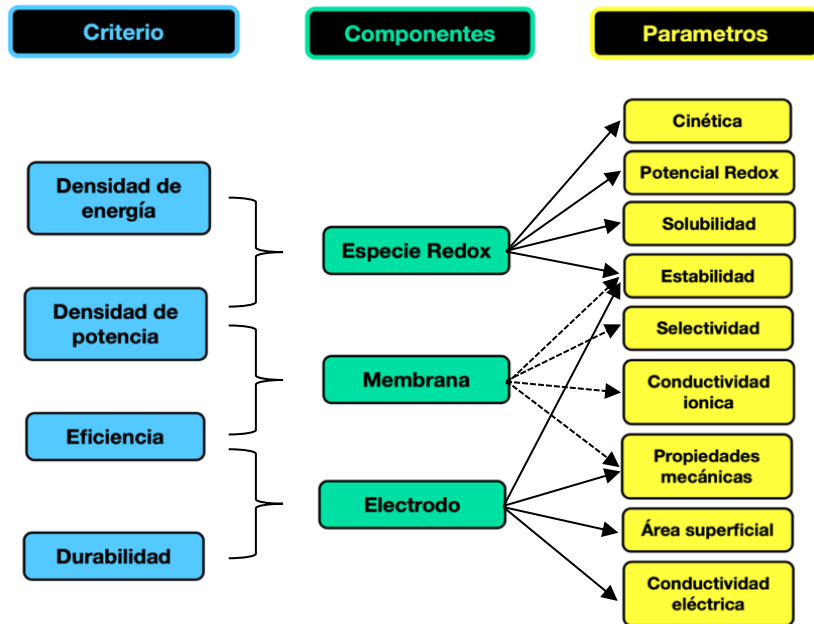 Criterio
Componentes
Parametros
Densidad de
energía
Densidad de
potencia
Eficiencia
Durabilidad
Especie Redox
Membrana
Electrodo
Cinética
Potencial Redox
Solubilidad
Estabilidad
Selectividad
Conductividad
ionica
Propiedades
mecánicas
Área superficial
Conductividad
eléctrica